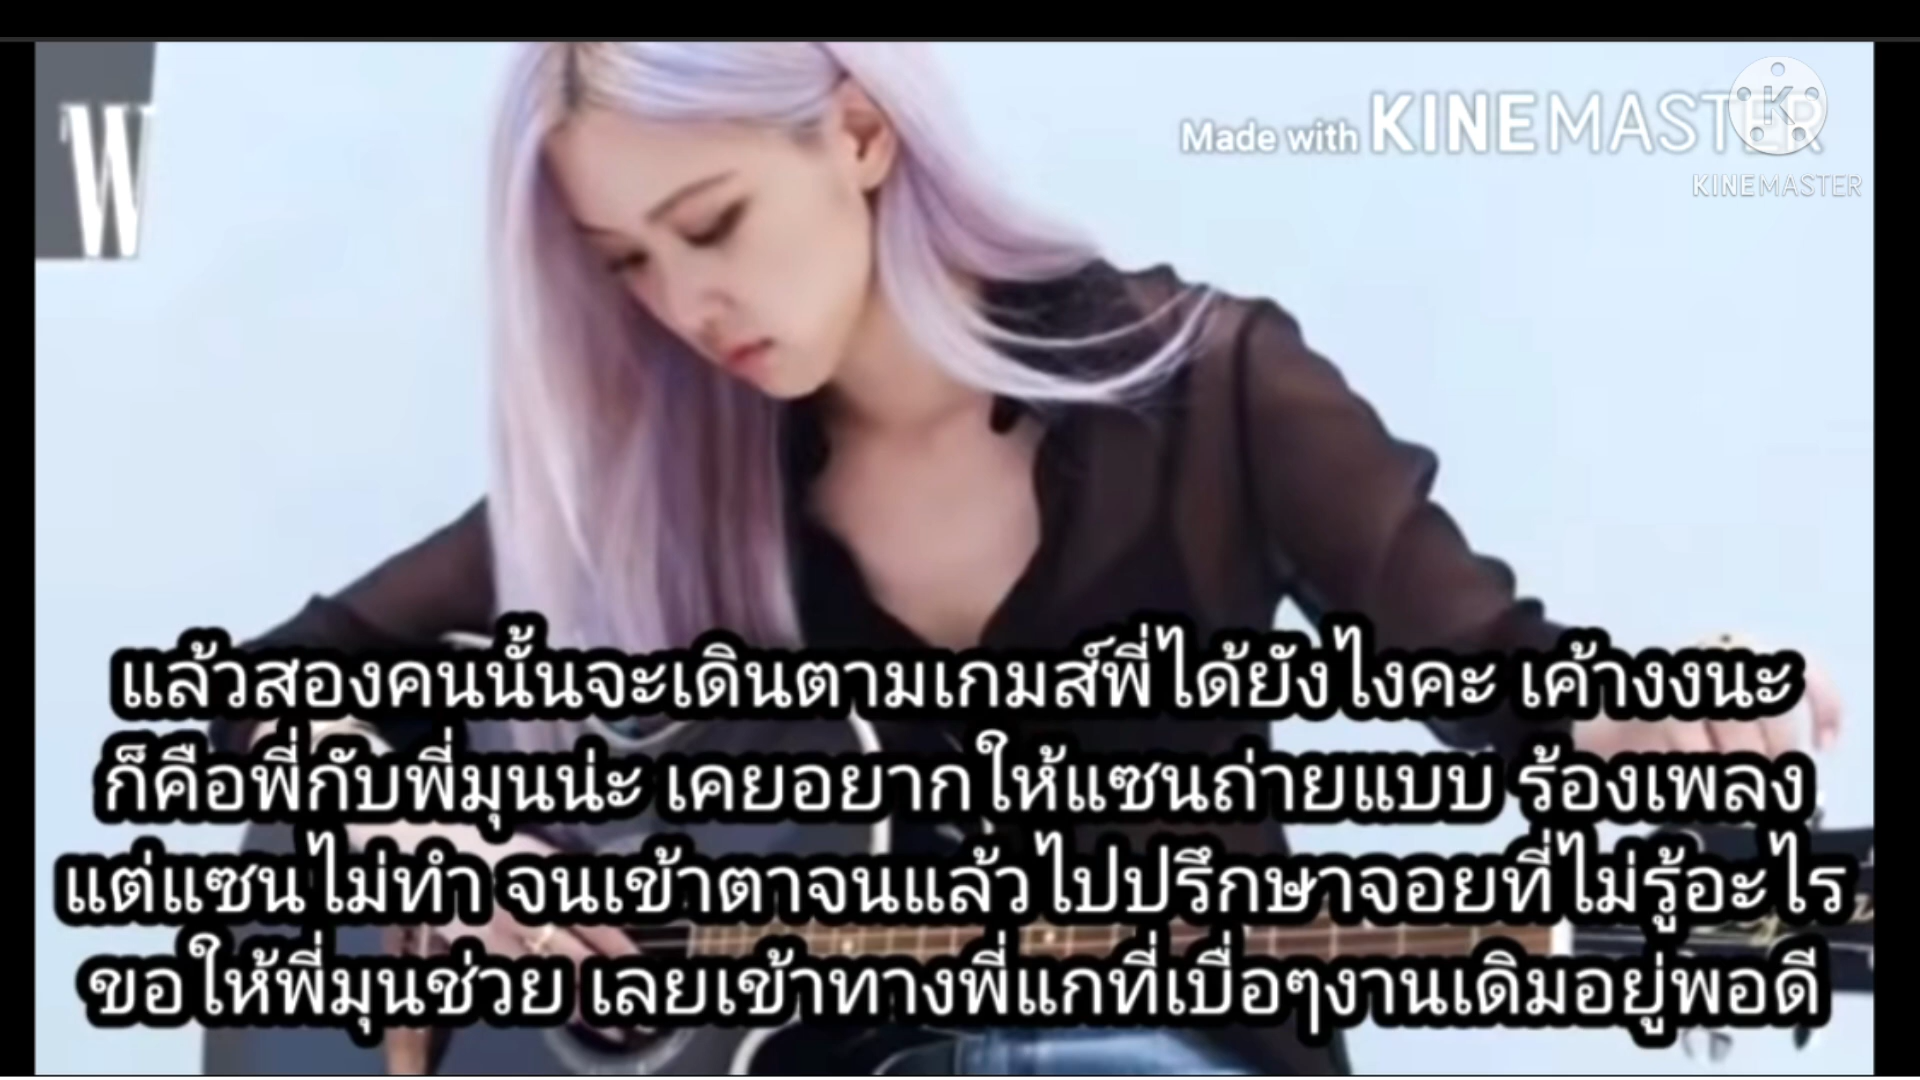 W
Made with KINEMASTER
K
KINEMASTER
แล้วสองคนนั้นจะเดินตามเกมส์พี่ได้ยังไงคะ เค้างงนะ
ก็คือพี่กับพี่มุนน่ะ เคยอยากให้แซนถ่ายแบบ ร้องเพลง
แต่แซนไม่ทำ จนเข้าตาจนแล้วไปปรึกษาจอยที่ไม่รู้อะไร
ขอให้พี่มุนช่วย เลยเข้าทางพี่แกที่เบื่อๆงานเดิมอยู่พอดี